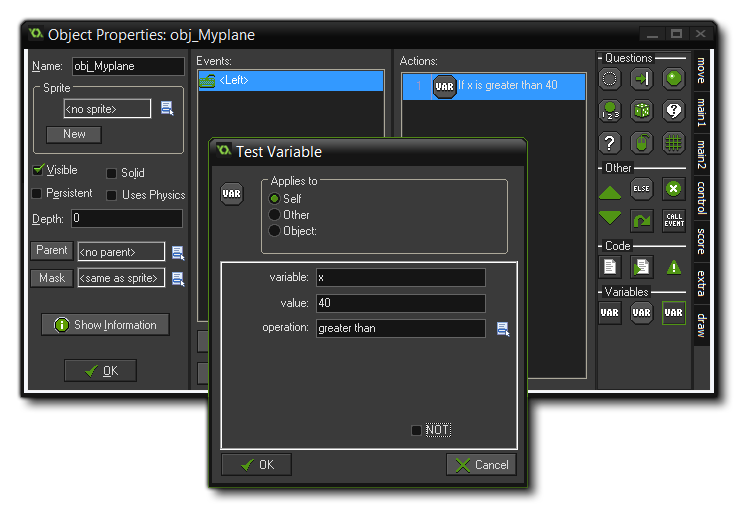 Object Properties: obj_Myplane
Name: obj_Myplane
Sprite
<no sprite>
New
Visible
Solid
Persistent
Uses Physics
Depth: 0
Parent <no parent>
Mask <same as sprite>
Show Information
OK
Events:
<Left>
Actions:
1 VAR If x is greater than 40
Questions
1 2 3
?
?
Other
ELSE
CALL EVENT
Code
Variables
VAR VAR VAR
move
main1
main2
control
score
extra
draw
Test Variable
VAR
Applies to
Self
Other
Object:
variable: x
value: 40
operation: greater than
NOT
OK
Cancel